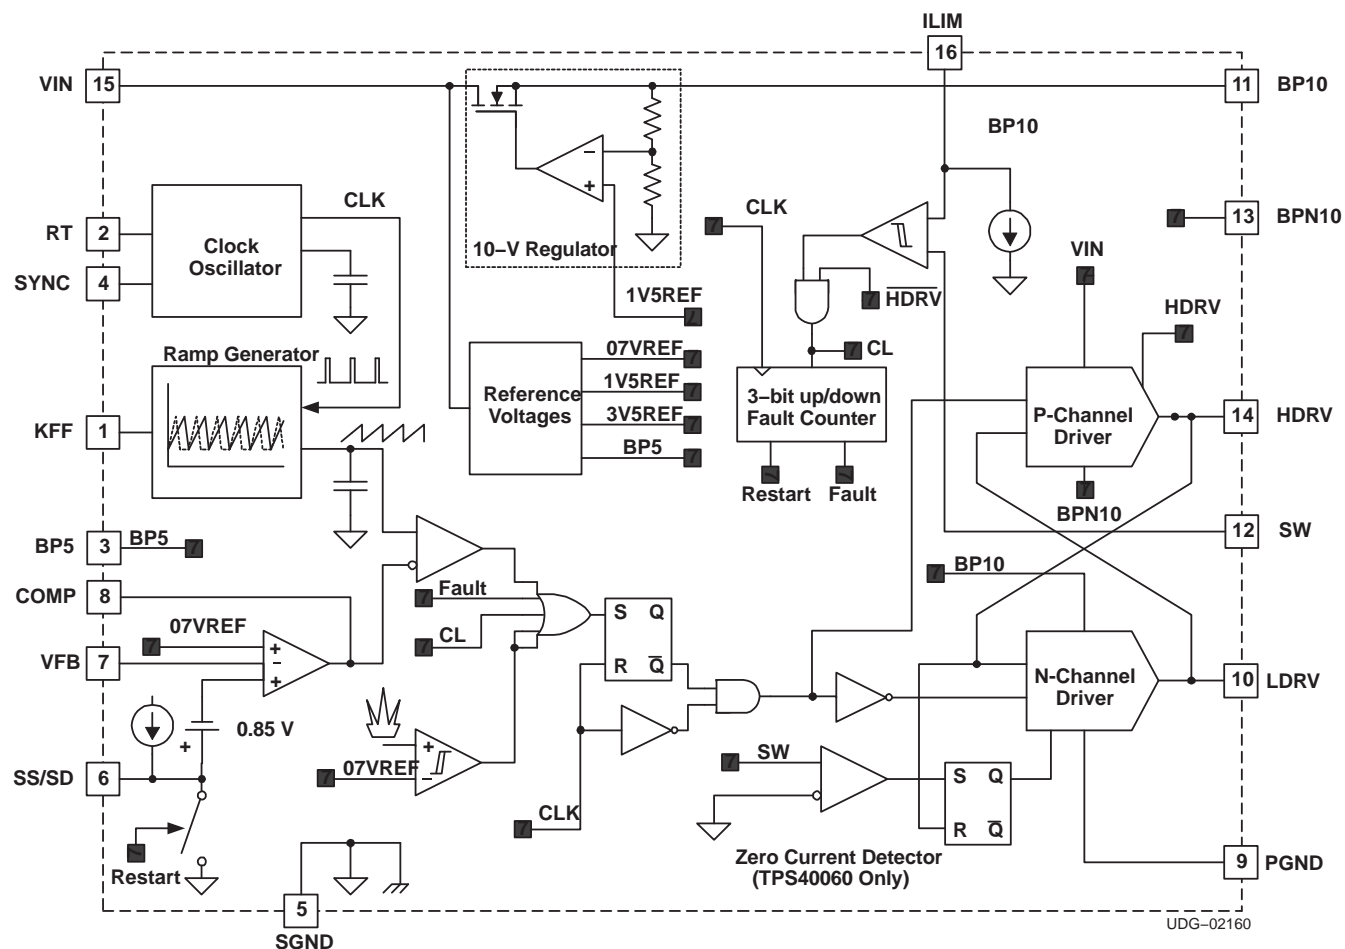 ILIM
16
VIN 15
11 BP10
BP10
CLK
CLK
RT 2
Clock
Oscillator
10–V Regulator
13 BPN10
VIN
SYNC 4
HDRV
1V5REF
HDRV
Ramp Generator
07VREF
CL
Reference
Voltages
1V5REF
3V5REF
BP5
3–bit up/down
Fault Counter
P-Channel
Driver
14 HDRV
KFF 1
Restart
Fault
BPN10
12 SW
BP5 3 BP5
BP10
COMP 8
Fault
S Q
07VREF
+
–
+
CL
R Q
VFB 7
N-Channel
Driver
10 LDRV
0.85 V
+
SW
+
–
07VREF
SS/SD 6
S Q
CLK
R Q
Zero Current Detector
(TPS40060 Only)
9 PGND
Restart
5
SGND
UDG–02160